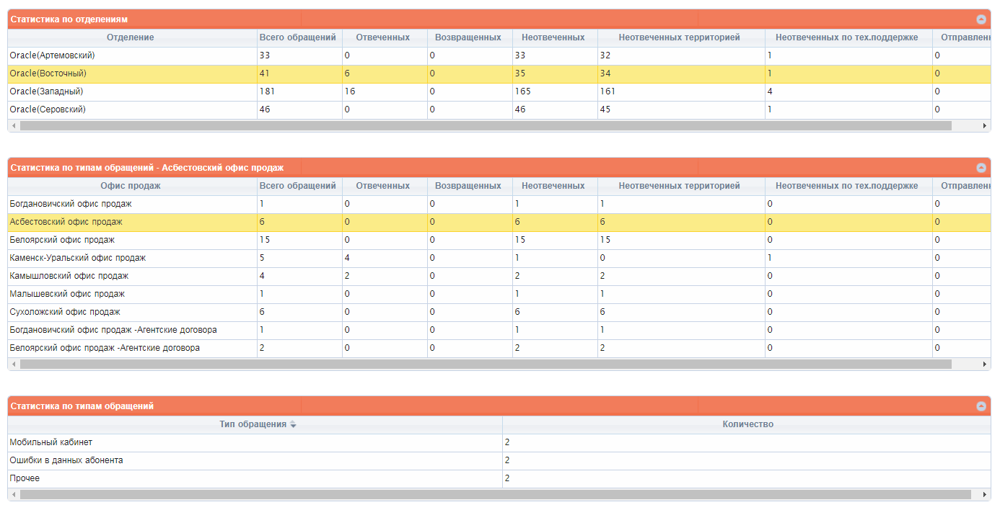 Статистика по отделениям
Отделение Всего обращений Отвеченных Возвращенных Неотвеченных Неотвеченных территорией Неотвеченных по тех.поддержке Отправлен
Oracle(Артемовский) 33 0 0 33 32 1 0
Oracle(Восточный) 41 6 0 35 34 1 0
Oracle(Западный) 181 16 0 165 161 4 0
Oracle(Серовский) 46 0 0 46 45 1 0
Статистика по типам обращений - Асбестовский офис продаж
Офис продаж Всего обращений Отвеченных Возвращенных Неотвеченных Неотвеченных территорией Неотвеченных по тех.поддержке Отправлен
Богдановичский офис продаж 1 0 0 1 1 0 0
Асбестовский офис продаж 6 0 0 6 6 0 0
Белоярский офис продаж 15 0 0 15 15 0 0
Каменск-Уральский офис продаж 5 4 0 1 0 1 0
Камышловский офис продаж 4 2 0 2 2 0 0
Малышевский офис продаж 1 0 0 1 1 0 0
Сухоложский офис продаж 6 0 0 6 6 0 0
Богдановичский офис продаж -Агентские договора 1 0 0 1 1 0 0
Белоярский офис продаж -Агентские договора 2 0 0 2 2 0 0
Статистика по типам обращений
Тип обращения Количество
Мобильный кабинет 2
Ошибки в данных абонента 2
Прочее 2